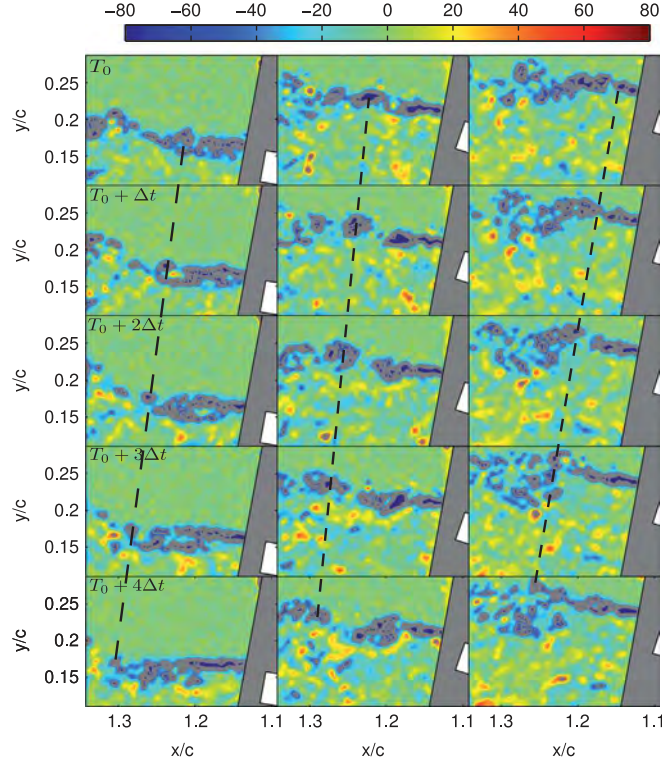 −80 −60 −40 −20 0 20 40 60 80
T₀
0.25
y/c
0.2
0.15
T₀ + Δt
0.25
y/c
0.2
0.15
T₀ + 2Δt
0.25
y/c
0.2
0.15
T₀ + 3Δt
0.25
y/c
0.2
0.15
T₀ + 4Δt
0.25
y/c
0.2
0.15
1.3 1.2 1.1 1.3 1.2 1.1 1.3 1.2 1.1
x/c x/c x/c